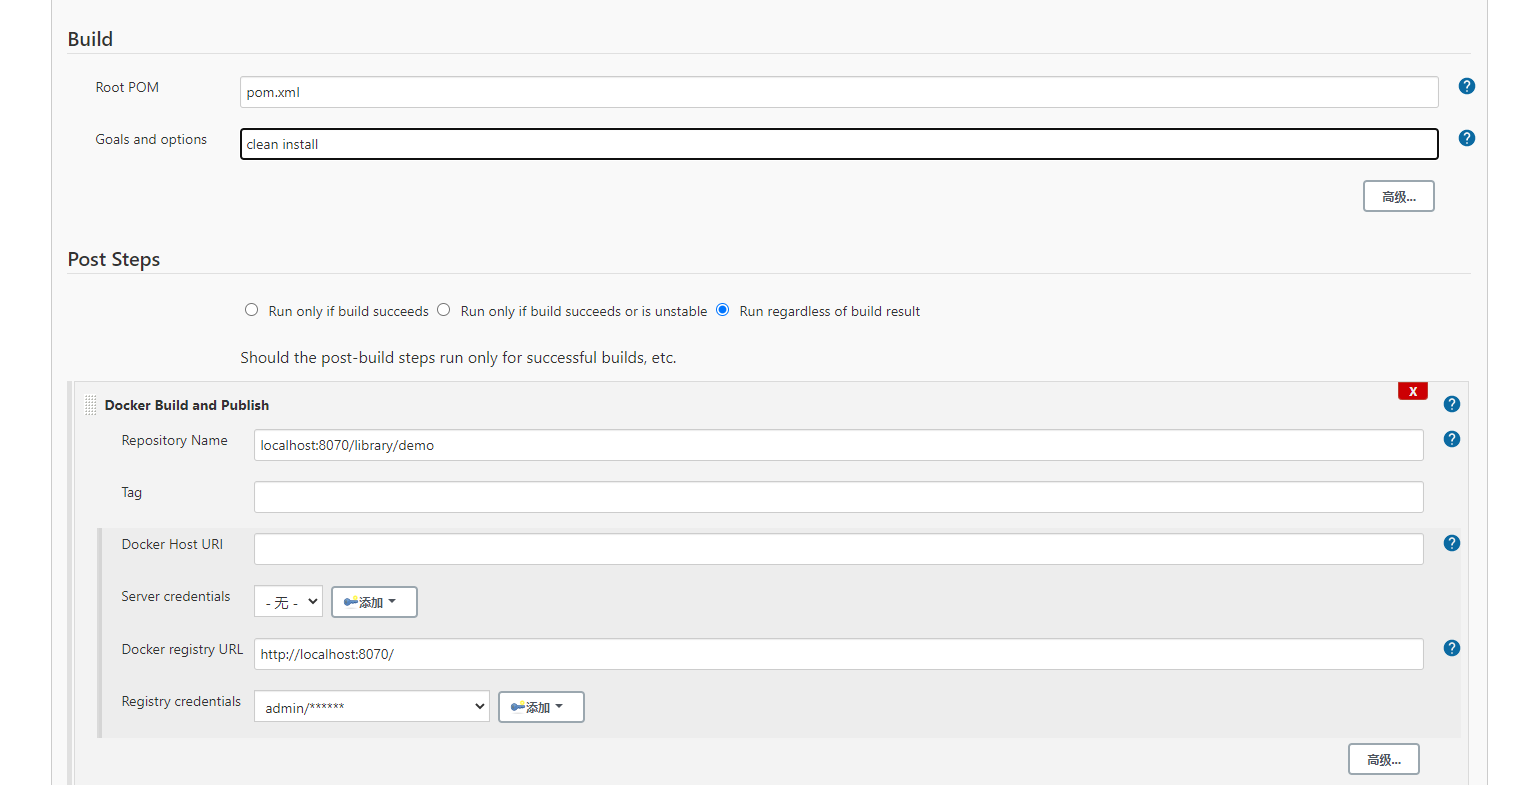 Build
Root POM
pom.xml
?
Goals and options
clean install
?
高级...
Post Steps
Run only if build succeeds Run only if build succeeds or is unstable Run regardless of build result
Should the post-build steps run only for successful builds, etc.
X
Docker Build and Publish
?
Repository Name
localhost:8070/library/demo
?
Tag
Docker Host URI
?
Server credentials
- 无 -
添加
Docker registry URL
http://localhost:8070/
?
Registry credentials
admin/******
添加
高级...